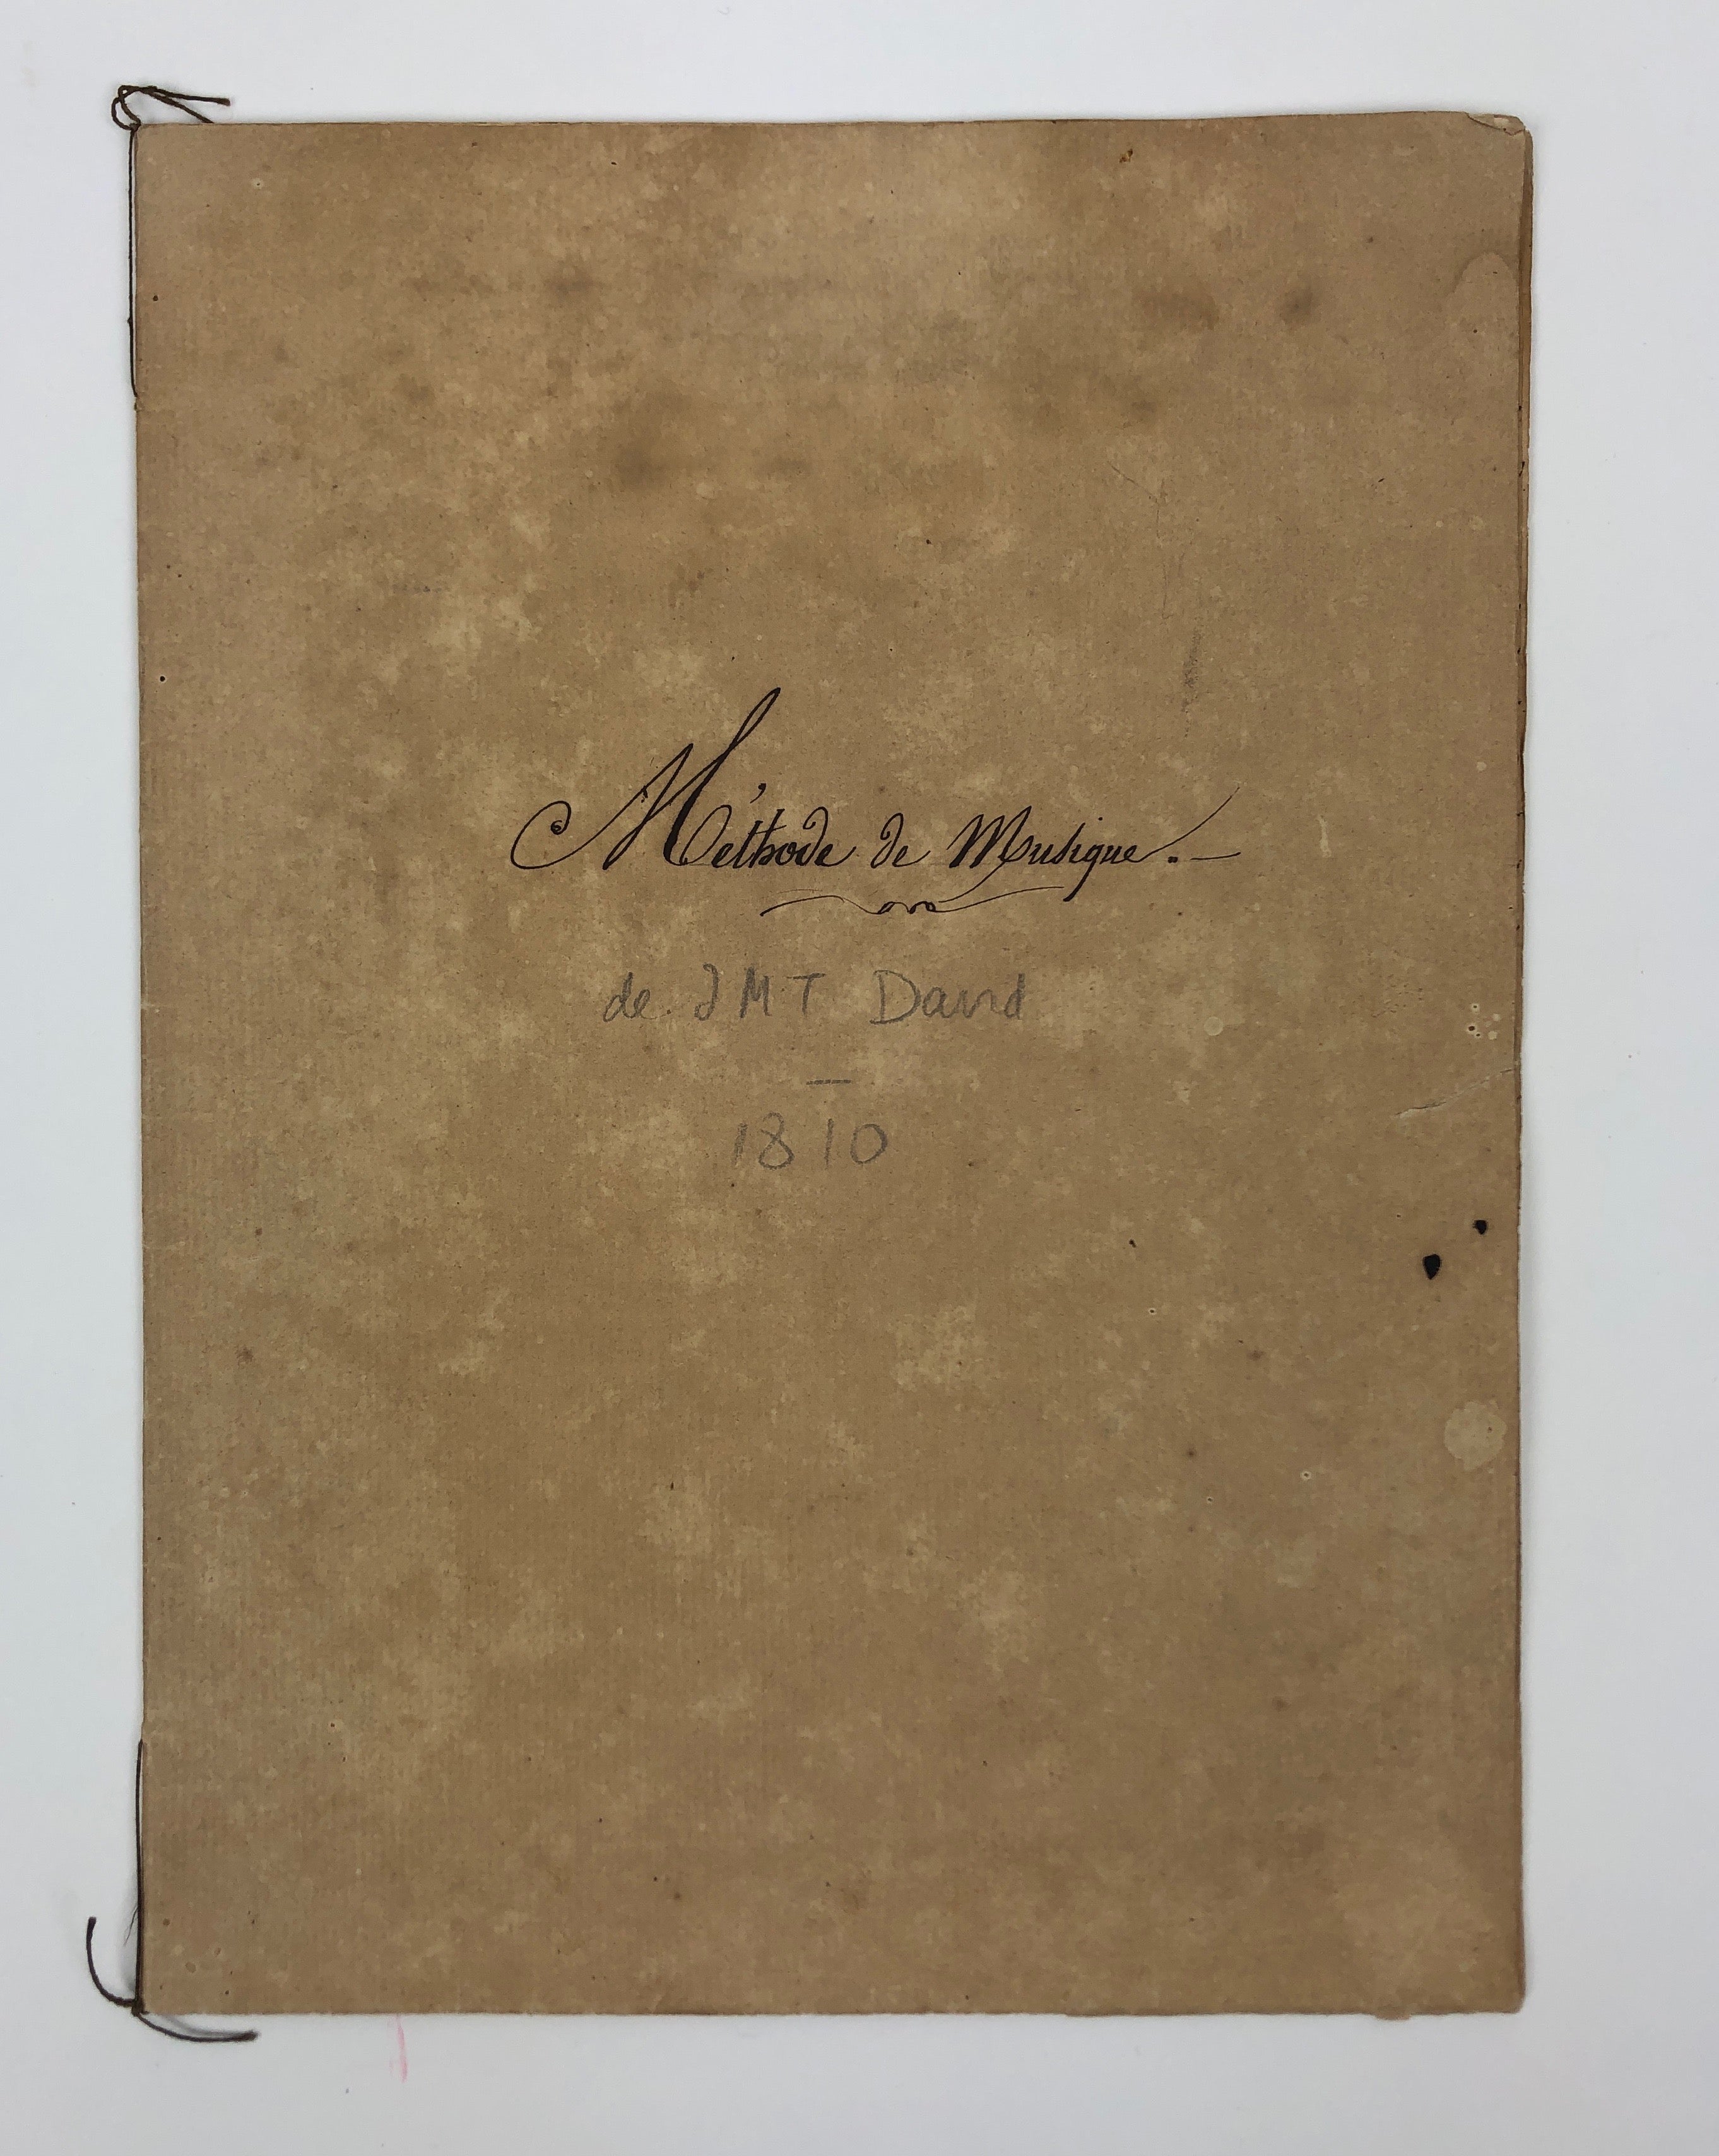 Méthode de Musique. —
de JMT David
—
1810